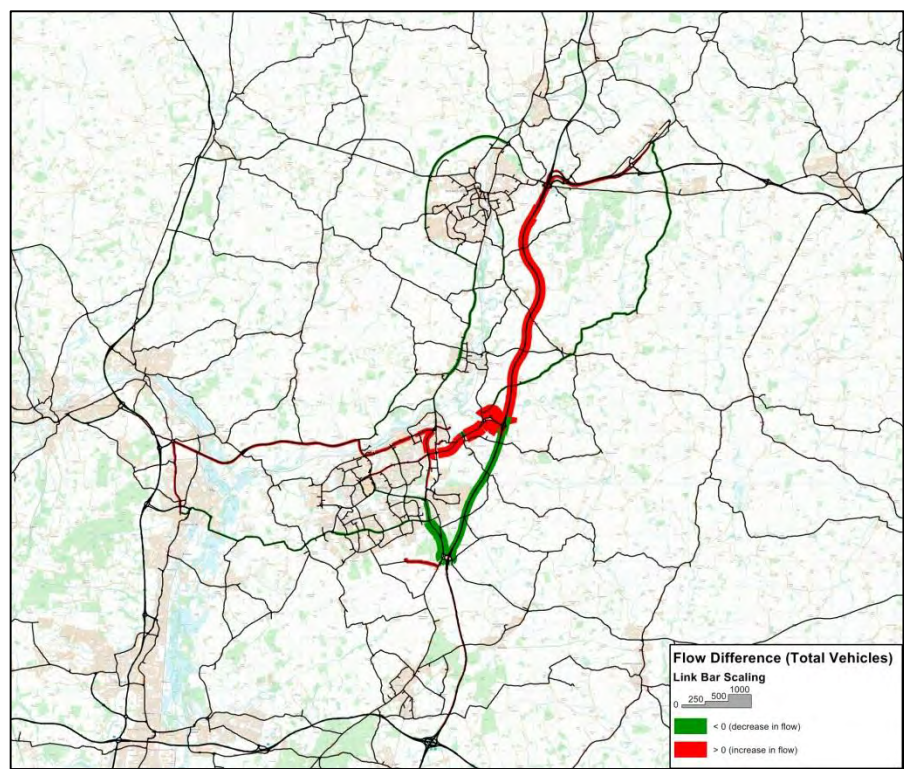 Flow Difference (Total Vehicles)
Link Bar Scaling
0 250 500 1000
< 0 (decrease in flow)
> 0 (increase in flow)